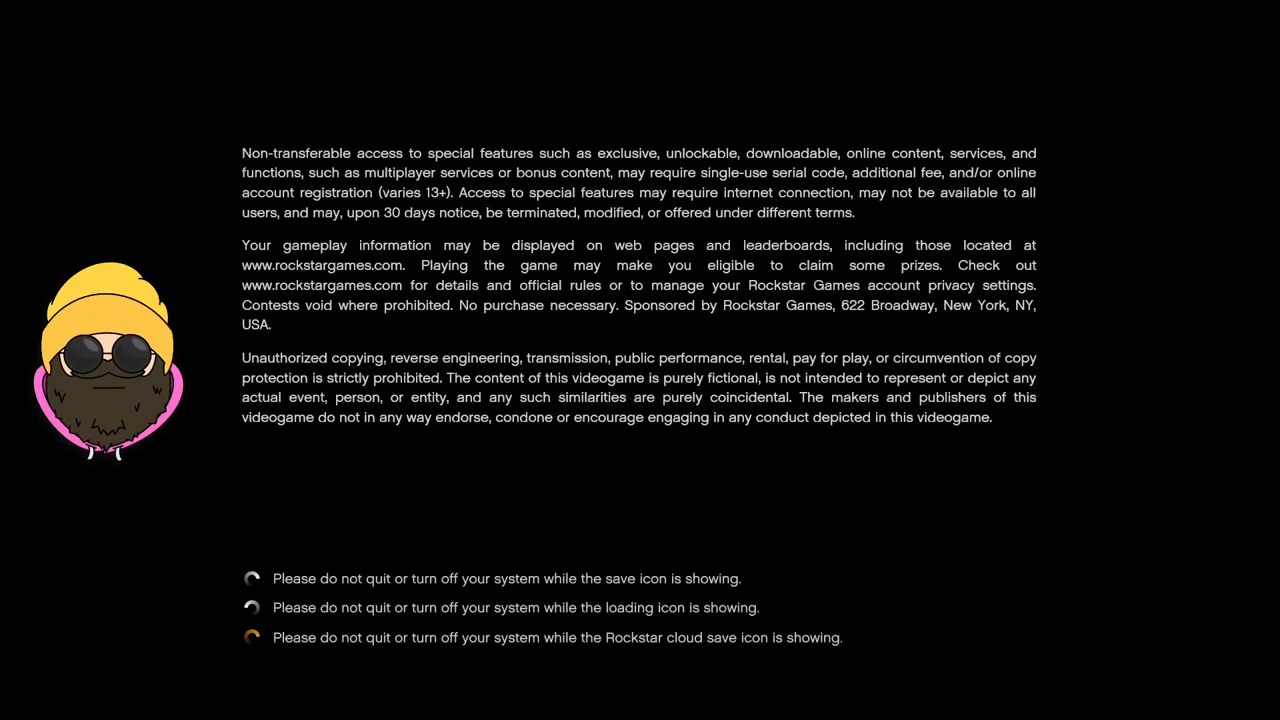 Non-transferable access to special features such as exclusive, unlockable, downloadable, online content, services, and
functions, such as multiplayer services or bonus content, may require single-use serial code, additional fee, and/or online
account registration (varies 13+). Access to special features may require internet connection, may not be available to all
users, and may, upon 30 days notice, be terminated, modified, or offered under different terms.
Your gameplay information may be displayed on web pages and leaderboards, including those located at
www.rockstargames.com. Playing the game may make you eligible to claim some prizes. Check out
www.rockstargames.com for details and official rules or to manage your Rockstar Games account privacy settings.
Contests void where prohibited. No purchase necessary. Sponsored by Rockstar Games, 622 Broadway, New York, NY,
USA.
Unauthorized copying, reverse engineering, transmission, public performance, rental, pay for play, or circumvention of copy
protection is strictly prohibited. The content of this videogame is purely fictional, is not intended to represent or depict any
actual event, person, or entity, and any such similarities are purely coincidental. The makers and publishers of this
videogame do not in any way endorse, condone or encourage engaging in any conduct depicted in this videogame.
Please do not quit or turn off your system while the save icon is showing.
Please do not quit or turn off your system while the loading icon is showing.
Please do not quit or turn off your system while the Rockstar cloud save icon is showing.